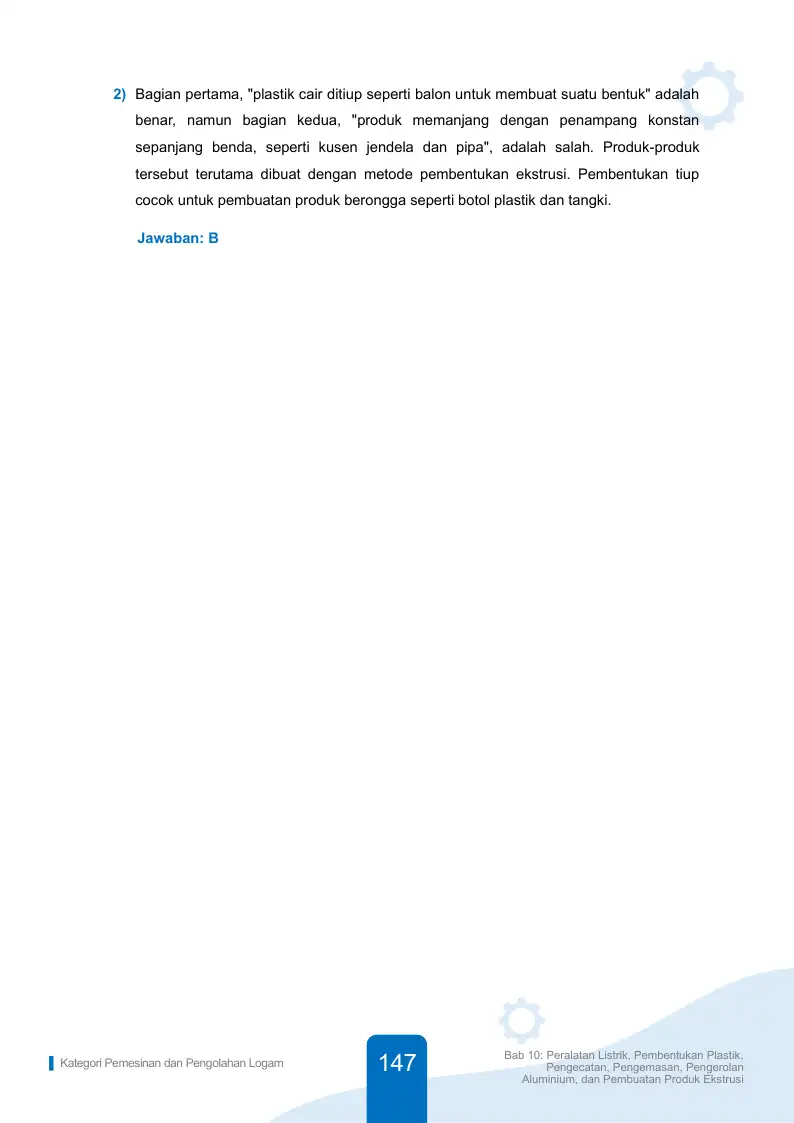 2) Bagian pertama, "plastik cair ditiup seperti balon untuk membuat suatu bentuk" adalah
benar, namun bagian kedua, "produk memanjang dengan penampang konstan
sepanjang benda, seperti kusen jendela dan pipa", adalah salah. Produk-produk
tersebut terutama dibuat dengan metode pembentukan ekstrusi. Pembentukan tiup
cocok untuk pembuatan produk berongga seperti botol plastik dan tangki.
Jawaban: B
Kategori Pemesinan dan Pengolahan Logam
147
Bab 10: Peralatan Listrik, Pembentukan Plastik,
Pengecatan, Pengemasan, Pengerolan
Aluminium, dan Pembuatan Produk Ekstrusi